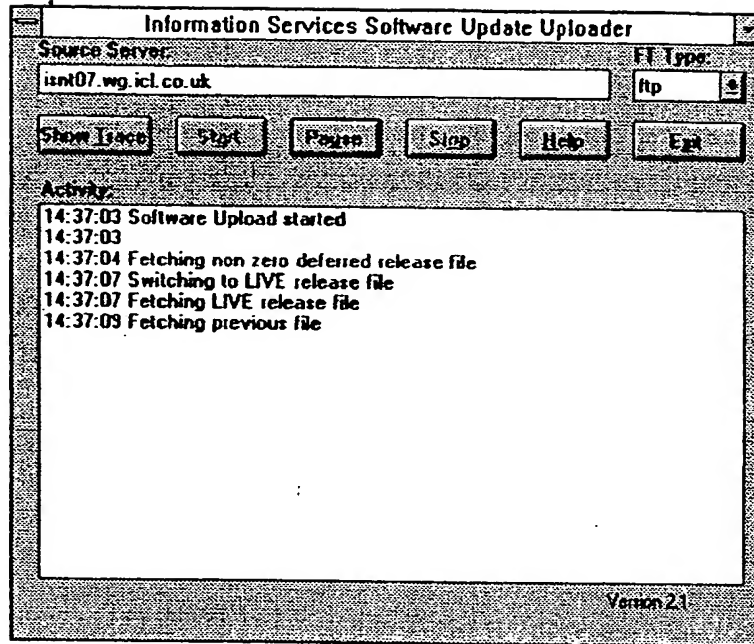 Information Services Software Update Uploader
Source Server: FT Type:
isnt07.wg.icl.co.uk ftp
Show Trace Start Pause Stop Help Exit
Activity:
14:37:03 Software Upload started
14:37:03
14:37:04 Fetching non zero deferred release file
14:37:07 Switching to LIVE release file
14:37:07 Fetching LIVE release file
14:37:09 Fetching previous file
Version 2.1